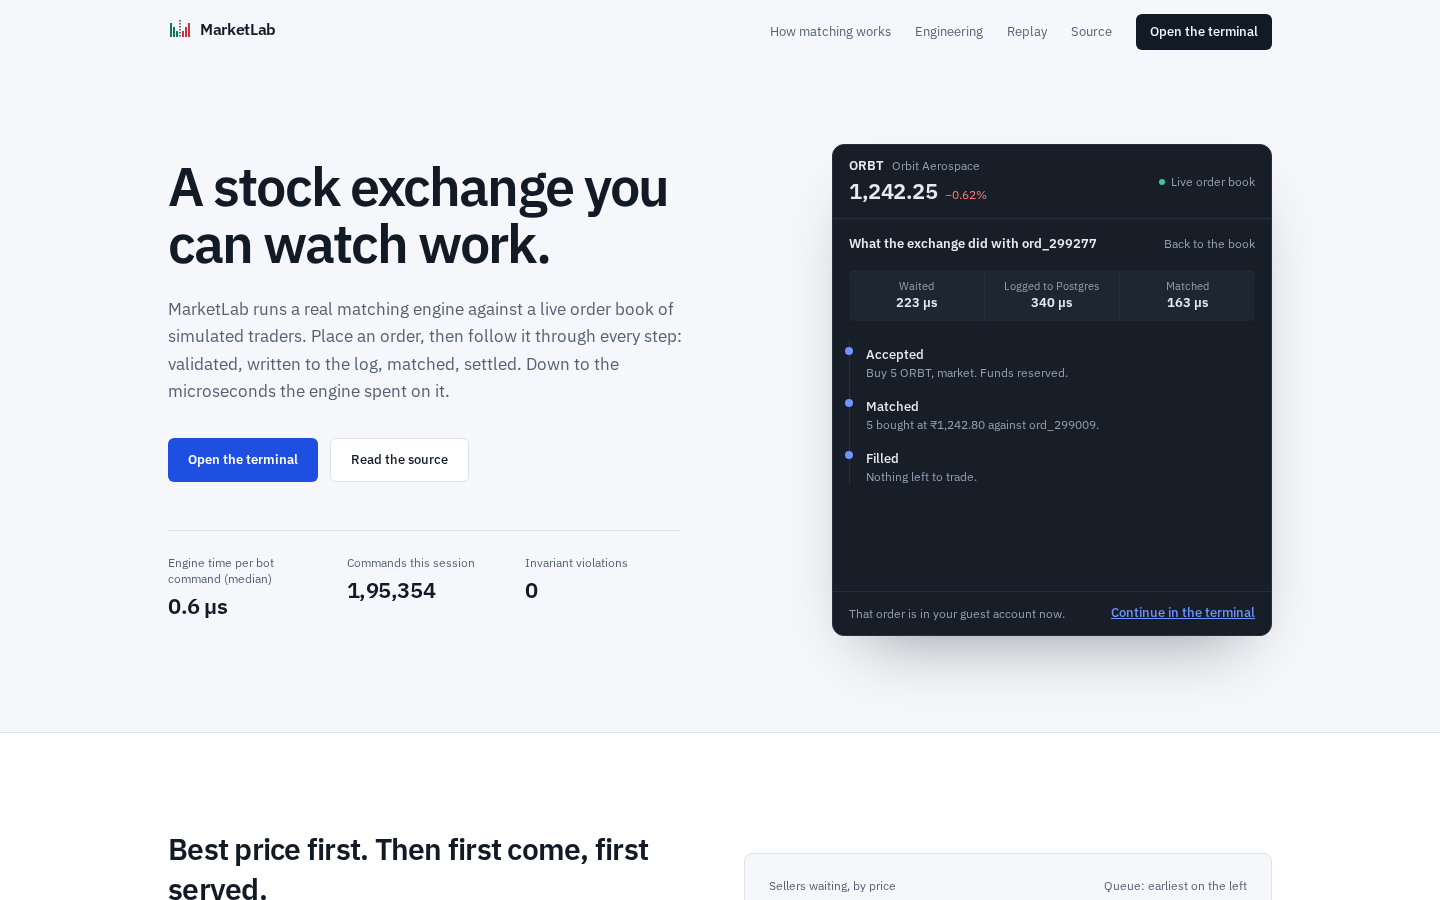 MarketLab
How matching works
Engineering
Replay
Source
Open the terminal
A stock exchange you
can watch work.
MarketLab runs a real matching engine against a live order book of
simulated traders. Place an order, then follow it through every step:
validated, written to the log, matched, settled. Down to the
microseconds the engine spent on it.
Open the terminal
Read the source
Engine time per bot
command (median)
0.6 µs
Commands this session
1,95,354
Invariant violations
0
ORBT Orbit Aerospace
1,242.25 −0.62%
Live order book
What the exchange did with ord_299277
Back to the book
Waited
223 µs
Logged to Postgres
340 µs
Matched
163 µs
Accepted
Buy 5 ORBT, market. Funds reserved.
Matched
5 bought at ₹1,242.80 against ord_299009.
Filled
Nothing left to trade.
That order is in your guest account now.
Continue in the terminal
Best price first. Then first come, first
served.
Sellers waiting, by price
Queue: earliest on the left